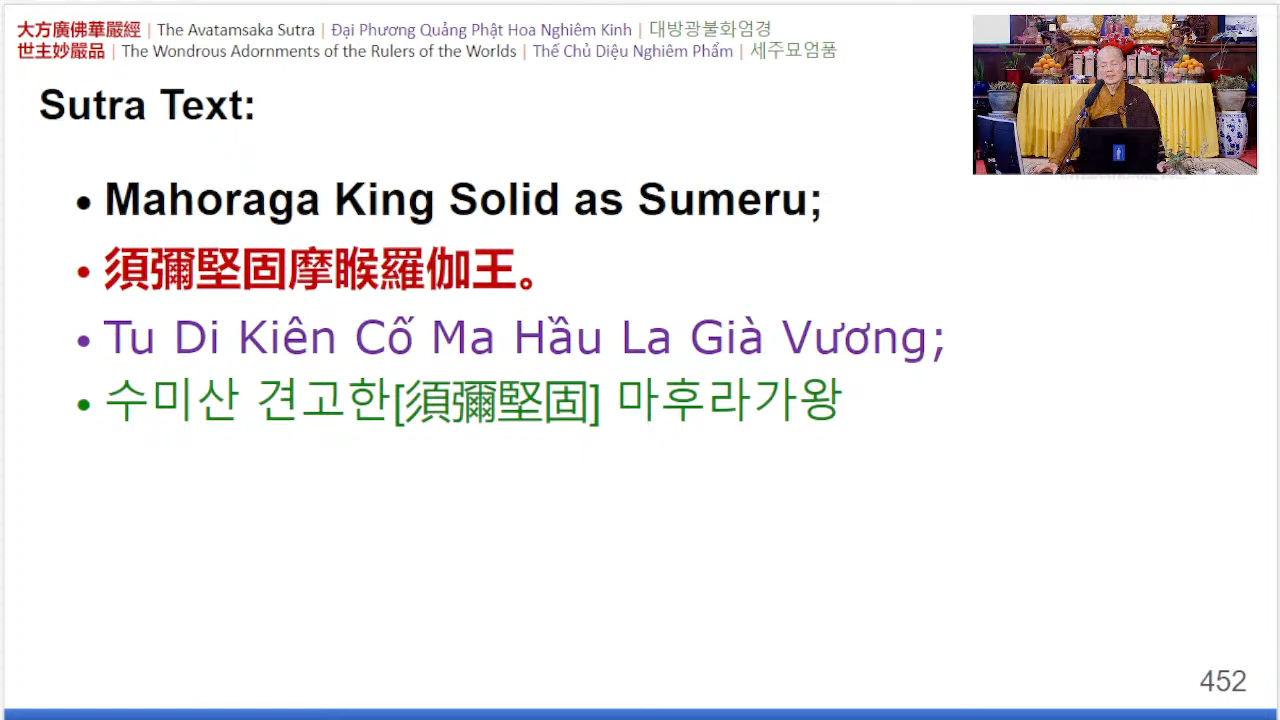 大方廣佛華嚴經 | The Avatamsaka Sutra | Đại Phương Quảng Phật Hoa Nghiêm Kinh | 대방광불화엄경
世主妙嚴品 | The Wondrous Adornments of the Rulers of the Worlds | Thế Chủ Diệu Nghiêm Phẩm | 세주묘엄품
Sutra Text:
• Mahoraga King Solid as Sumeru;
• 須彌堅固摩睺羅伽王。
• Tu Di Kiên Cố Ma Hầu La Già Vương;
• 수미산 견고한[須彌堅固] 마후라가왕
452